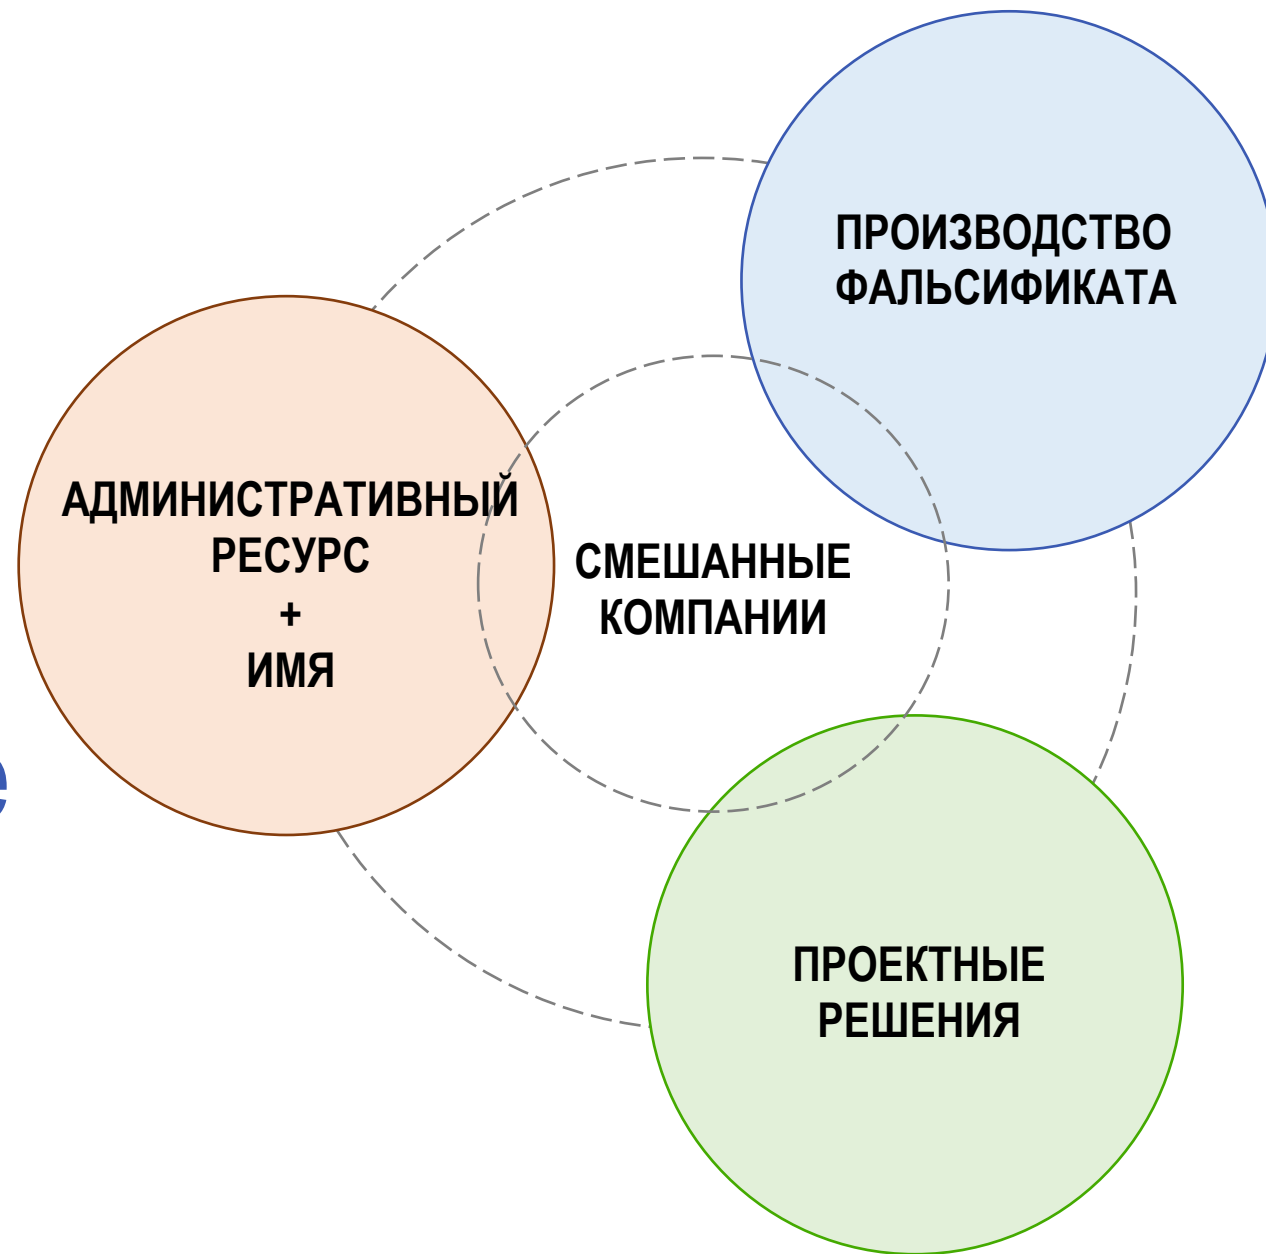 ПРОИЗВОДСТВО
ФАЛЬСИФИКАТА
АДМИНИСТРАТИВНЫЙ
РЕСУРС
+
ИМЯ
СМЕШАННЫЕ
КОМПАНИИ
ПРОЕКТНЫЕ
РЕШЕНИЯ